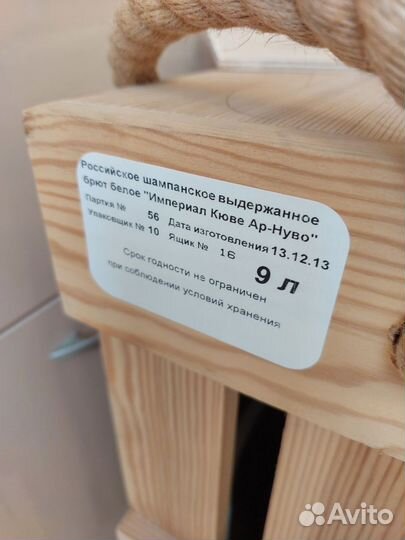 Российское шампанское выдержанное
брют белое "Империал Кюве Ар-Нуво"
Партия № 56 Дата изготовления 13.12.13
Упаковщик № 10 Ящик № 16
9 л
Срок годности не ограничен
при соблюдении условий хранения
Avito